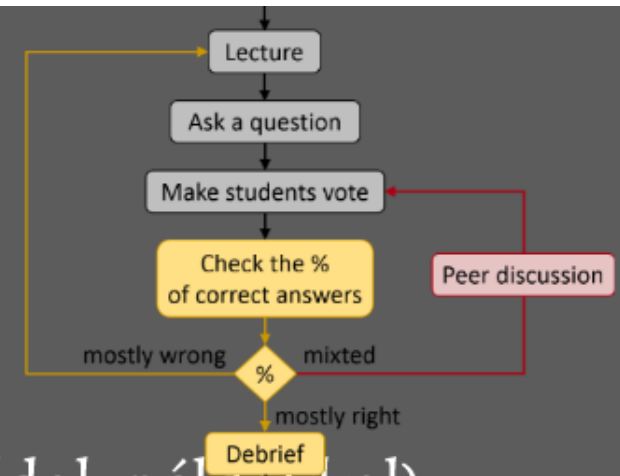 Lecture
Ask a question
Make students vote
Check the %
of correct answers
Peer discussion
mostly wrong
%
mixted
mostly right
Debrief